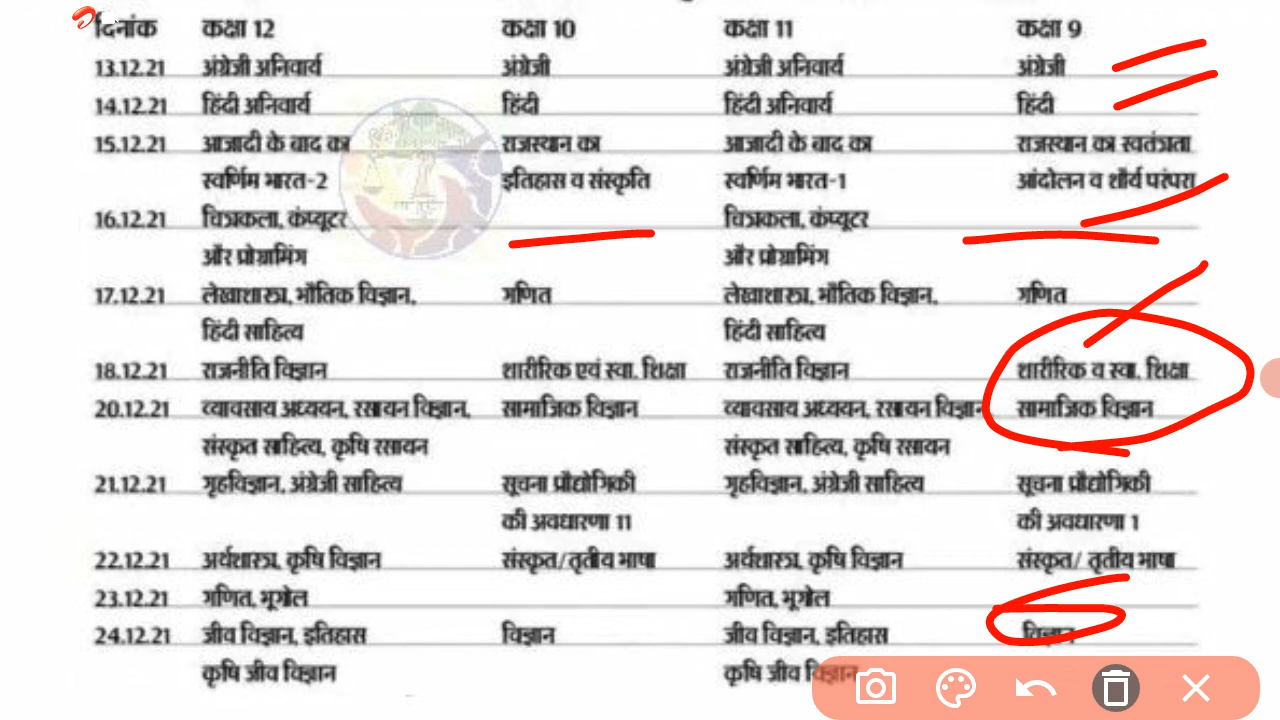 दिनांक कक्षा 12 कक्षा 10 कक्षा 11 कक्षा 9
13.12.21 अंग्रेजी अनिवार्य अंग्रेजी अंग्रेजी अनिवार्य अंग्रेजी
14.12.21 हिंदी अनिवार्य हिंदी हिंदी अनिवार्य हिंदी
15.12.21 आजादी के बाद का राजस्थान का आजादी के बाद का राजस्थान का स्वतंत्रता
स्वर्णिम भारत-2 इतिहास व संस्कृति स्वर्णिम भारत-1 आंदोलन व शौर्य परंपरा
16.12.21 चित्रकला, कंप्यूटर चित्रकला, कंप्यूटर
और प्रोग्रामिंग और प्रोग्रामिंग
17.12.21 लेखाशास्त्र, भौतिक विज्ञान, गणित लेखाशास्त्र, भौतिक विज्ञान, गणित
हिंदी साहित्य हिंदी साहित्य
18.12.21 राजनीति विज्ञान शारीरिक एवं स्वा. शिक्षा राजनीति विज्ञान शारीरिक व स्वा. शिक्षा
20.12.21 व्यावसाय अध्ययन, रसायन विज्ञान, सामाजिक विज्ञान व्यावसाय अध्ययन, रसायन विज्ञान सामाजिक विज्ञान
संस्कृत साहित्य, कृषि रसायन संस्कृत साहित्य, कृषि रसायन
21.12.21 गृहविज्ञान, अंग्रेजी साहित्य सूचना प्रौद्योगिकी गृहविज्ञान, अंग्रेजी साहित्य सूचना प्रौद्योगिकी
की अवधारणा 11 की अवधारणा 1
22.12.21 अर्थशास्त्र, कृषि विज्ञान संस्कृत/तृतीय भाषा अर्थशास्त्र, कृषि विज्ञान संस्कृत/ तृतीय भाषा
23.12.21 गणित, भूगोल गणित, भूगोल
24.12.21 जीव विज्ञान, इतिहास विज्ञान जीव विज्ञान, इतिहास विज्ञान
कृषि जीव विज्ञान कृषि जीव विज्ञान